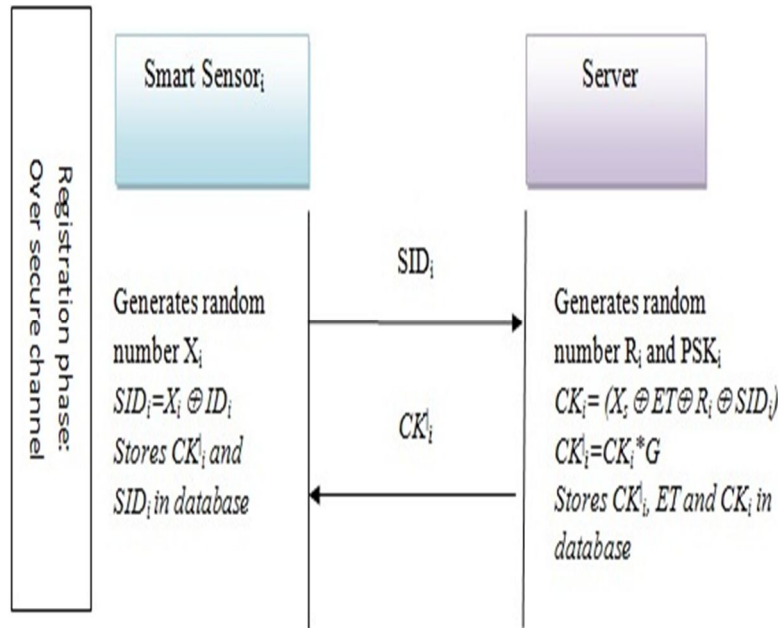 Registration phase:
Over secure channel
Smart Sensorᵢ
Server
SIDᵢ
Generates random
number Xᵢ
SIDᵢ=Xᵢ ⊕ IDᵢ
Stores CK\ᵢ and
SIDᵢ in database
CK\ᵢ
Generates random
number Rᵢ and PSKᵢ
CKᵢ= (Xₛ ⊕ET⊕ Rᵢ ⊕SIDᵢ)
CK\ᵢ=CKᵢ*G
Stores CK\ᵢ, ET and CKᵢ in
database